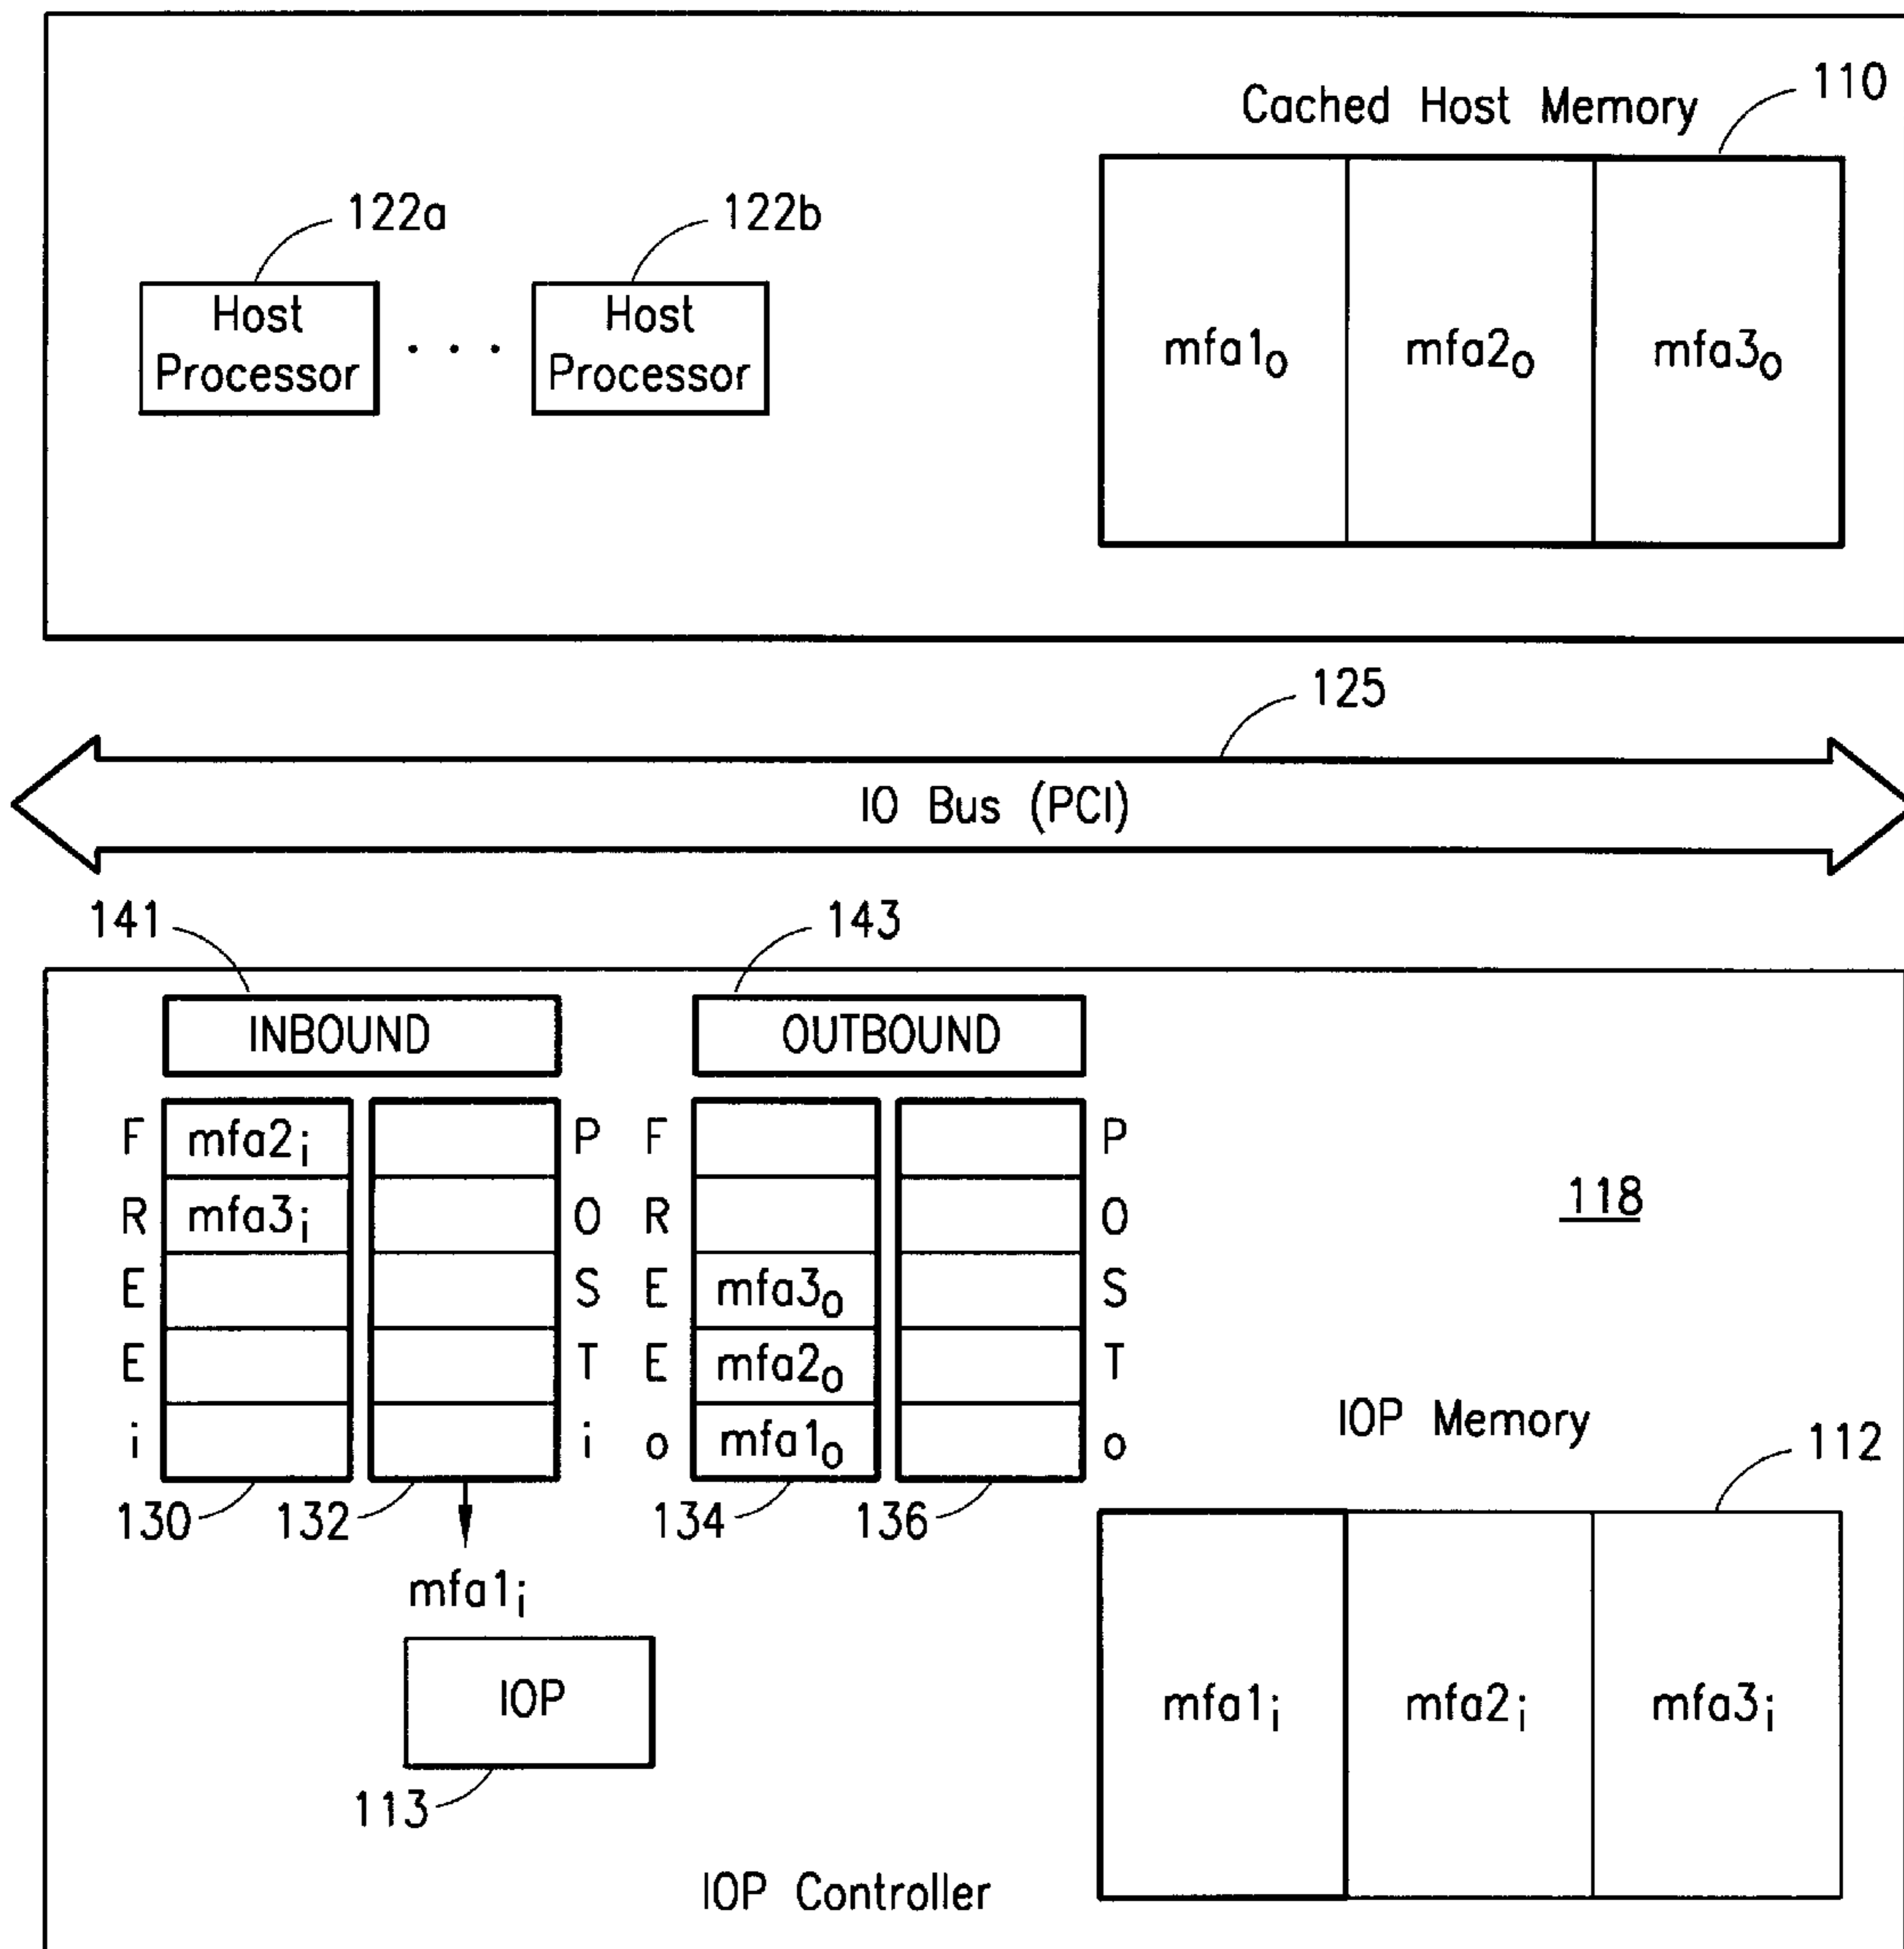 110
Cached Host Memory
122a
122b
Host Processor
. . .
Host Processor
mfa1o
mfa2o
mfa3o
125
IO Bus (PCI)
141
143
INBOUND
OUTBOUND
F mfa2i P F P
R mfa3i O R O
E S E mfa3o S
E T E mfa2o T
i i o mfa1o o
118
IOP Memory
112
130
132
134
136
mfa1i
IOP
113
mfa1i
mfa2i
mfa3i
IOP Controller